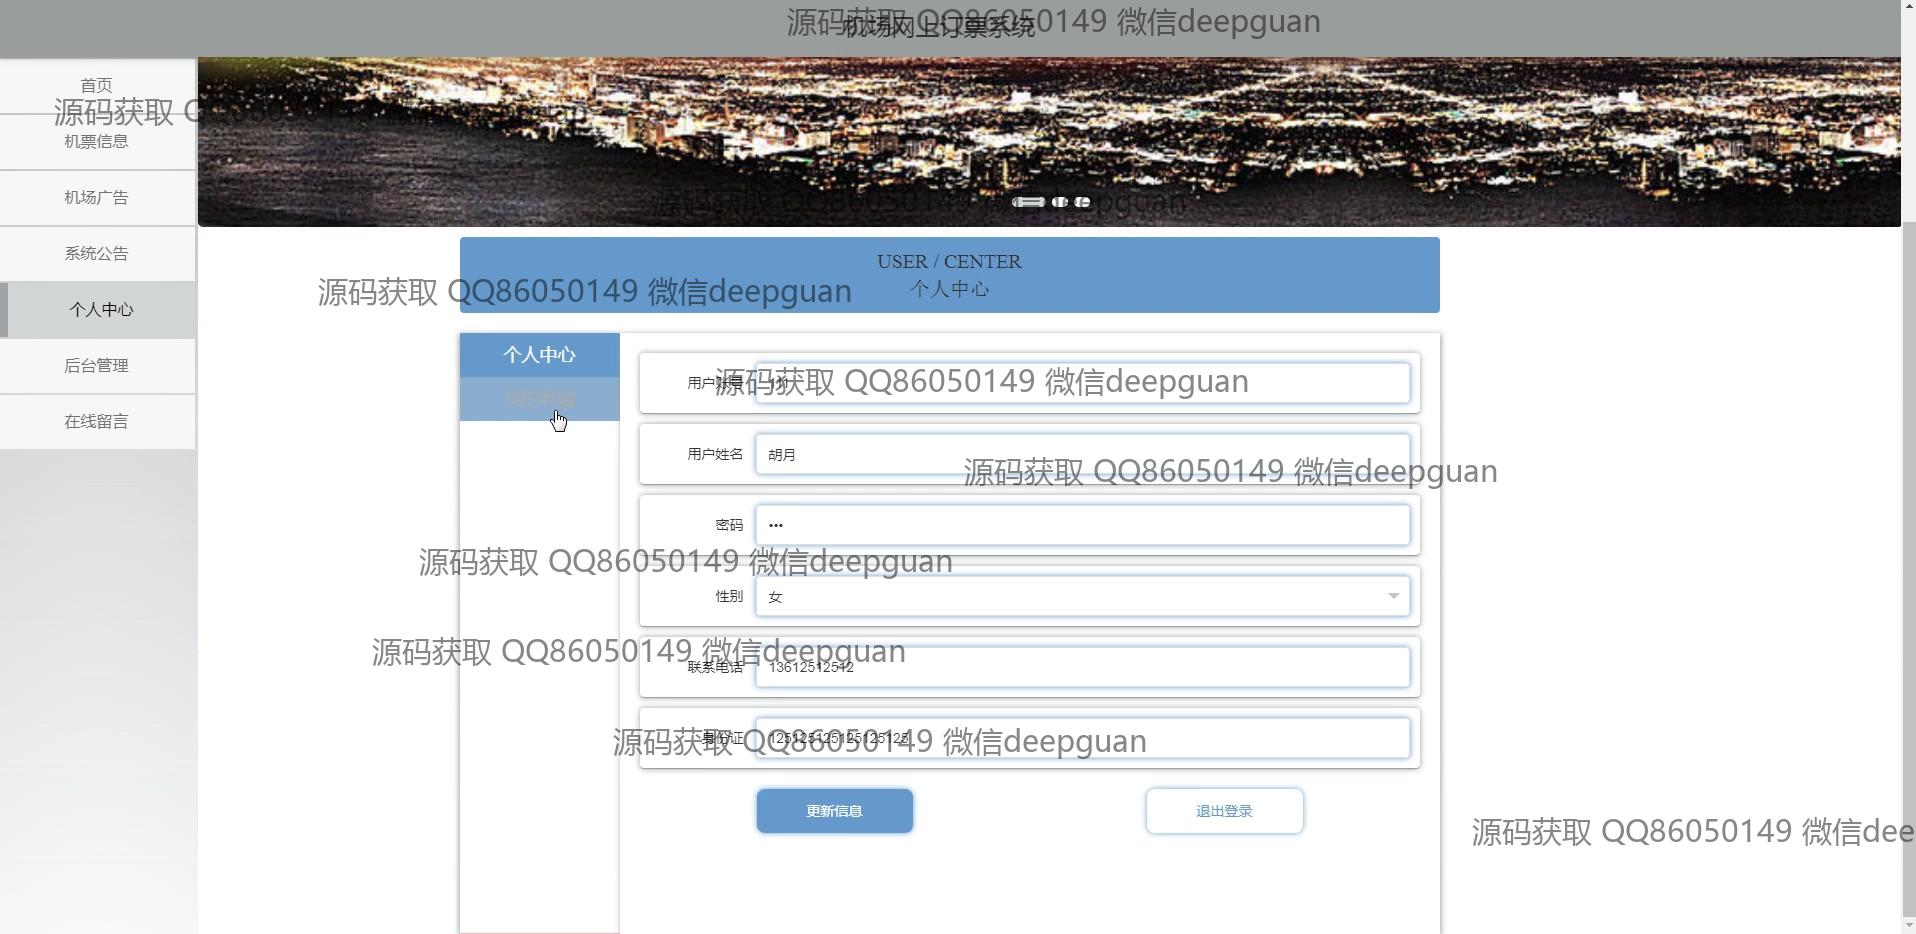 源码获取 QQ86050149 微信deepguan
机场网上订票系统
首页
源码获取
机票信息
机场广告
源码获取 QQ86050149 微信deepguan
系统公告
USER / CENTER
个人中心
源码获取 QQ86050149 微信deepguan
个人中心
个人中心
后台管理
在线留言
用户账号
源码获取 QQ86050149 微信deepguan
用户姓名
胡月
源码获取 QQ86050149 微信deepguan
密码
•••
源码获取 QQ86050149 微信deepguan
性别
女
源码获取 QQ86050149 微信deepguan
联系电话
13612512512
身份证
125125125125125125
源码获取 QQ86050149 微信deepguan
更新信息
退出登录
源码获取 QQ86050149 微信dee